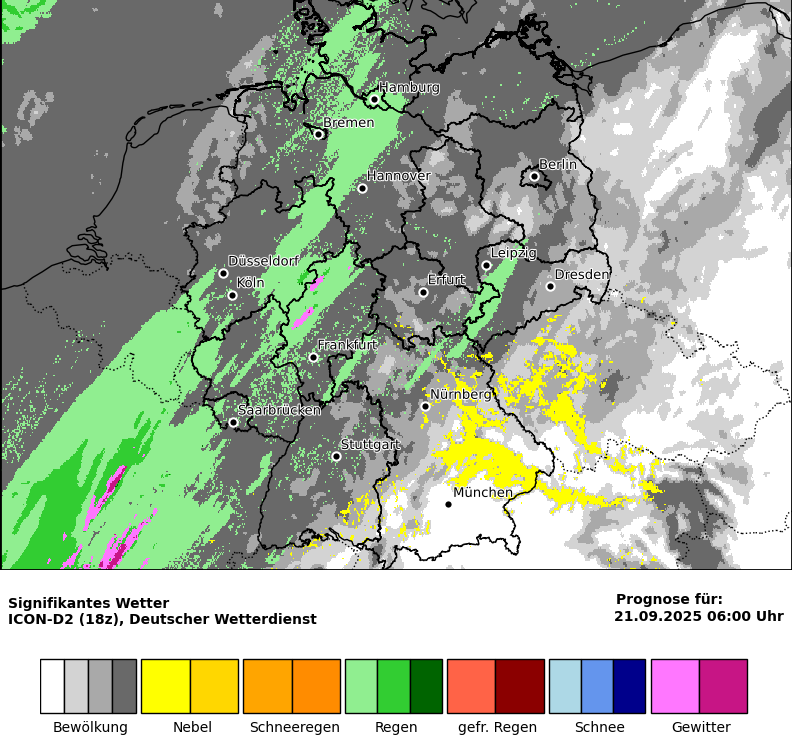 Hamburg
Bremen
Berlin
Hannover
Leipzig
Düsseldorf
Dresden
Köln
Erfurt
Frankfurt
Nürnberg
Saarbrücken
Stuttgart
München
Signifikantes Wetter
ICON-D2 (18z), Deutscher Wetterdienst
Prognose für:
21.09.2025 06:00 Uhr
Bewölkung Nebel Schneeregen Regen gefr. Regen Schnee Gewitter